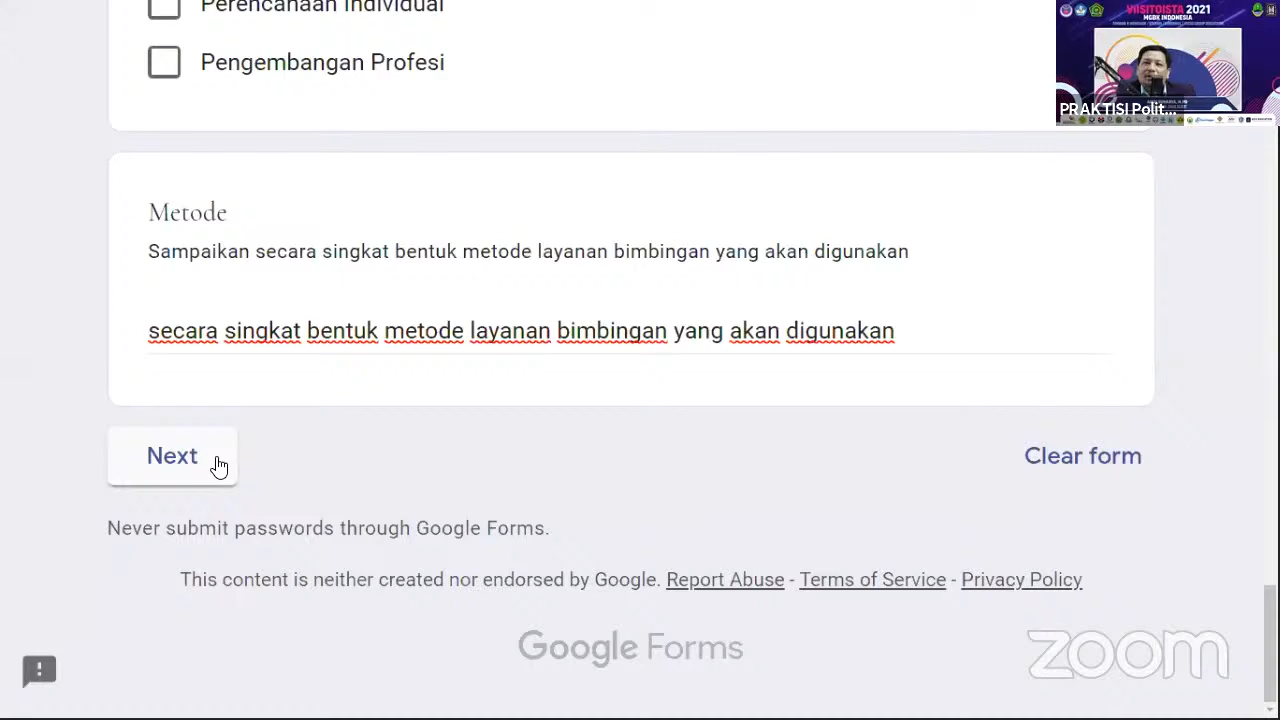 Perencanaan Individual
Pengembangan Profesi
VIISITOISTA 2021
MGBK INDONESIA
PRAKTISI Polit...
Metode
Sampaikan secara singkat bentuk metode layanan bimbingan yang akan digunakan
secara singkat bentuk metode layanan bimbingan yang akan digunakan
Next
Clear form
Never submit passwords through Google Forms.
This content is neither created nor endorsed by Google. Report Abuse - Terms of Service - Privacy Policy
Google Forms
zoom